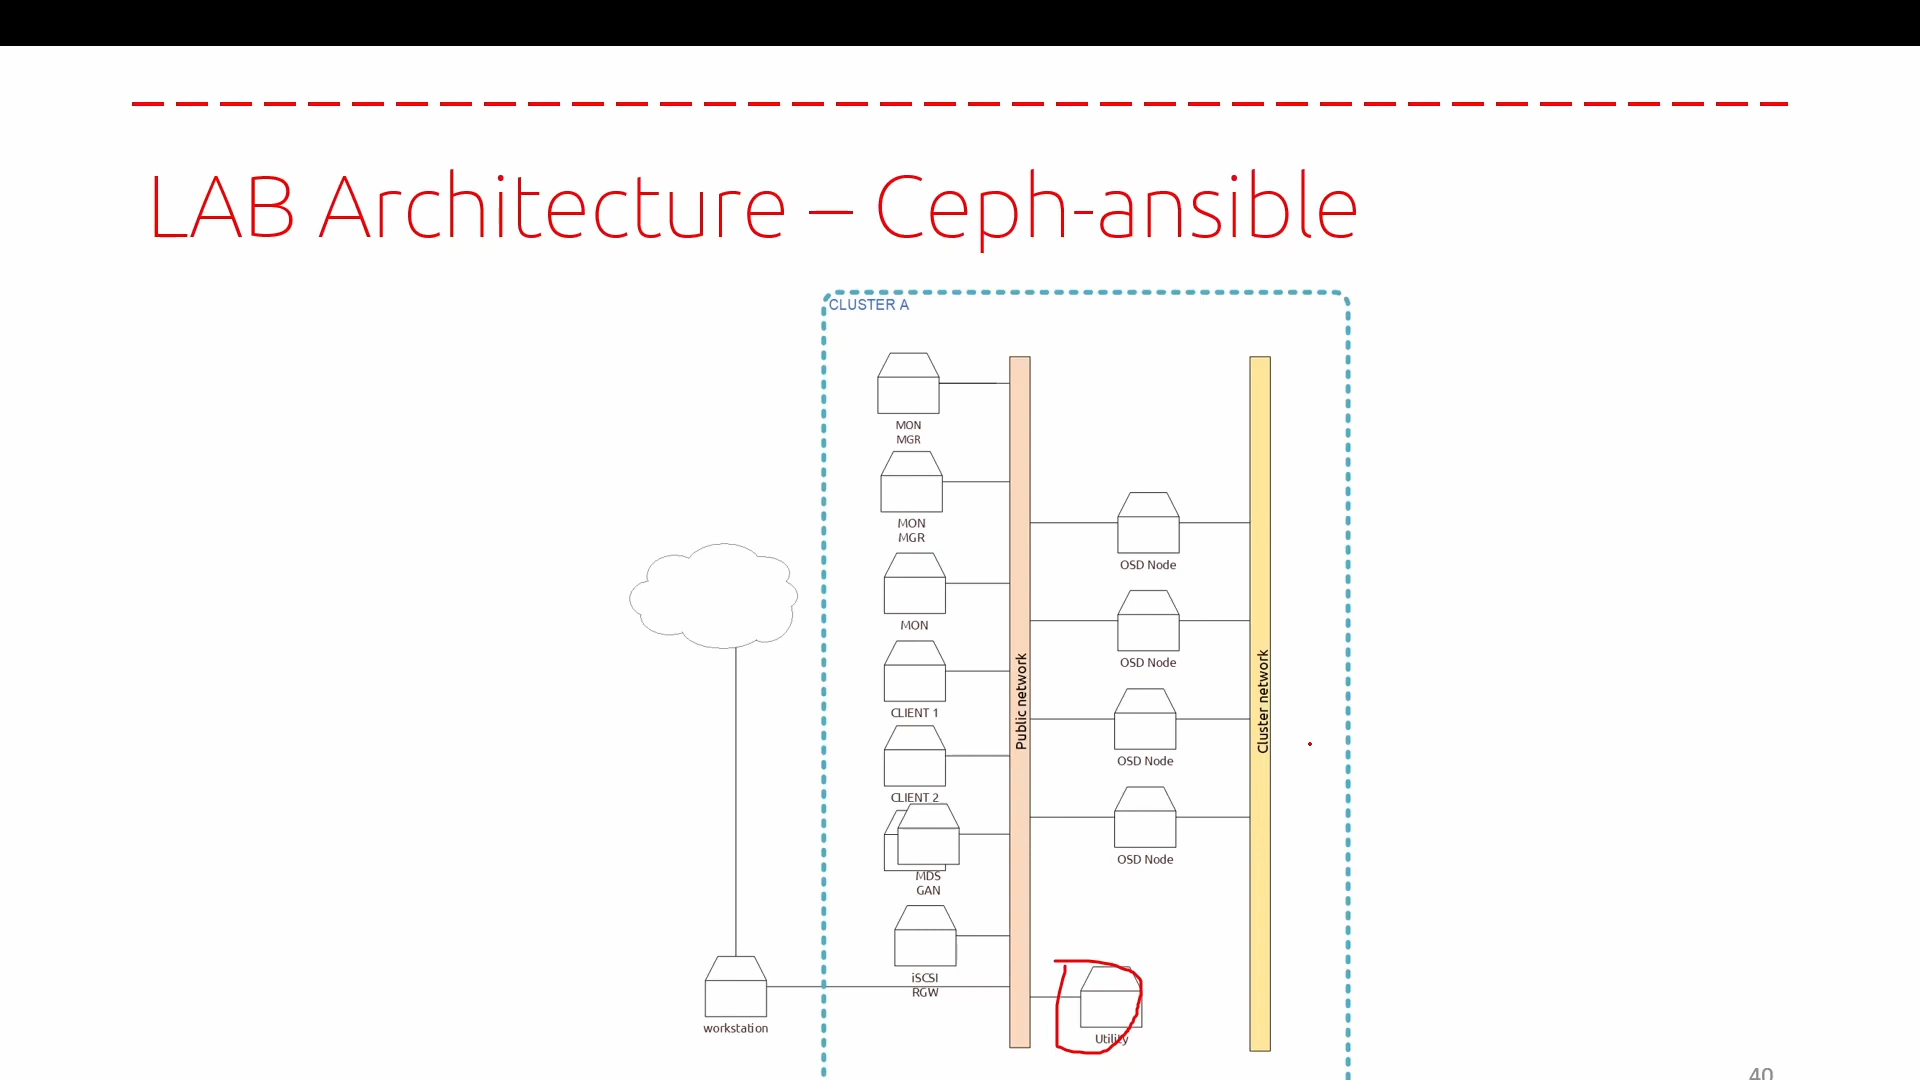 LAB Architecture – Ceph-ansible
CLUSTER A
MON
MGR
MON
MGR
MON
CLIENT 1
CLIENT 2
MDS
GAN
iSCSI
RGW
workstation
Public network
OSD Node
OSD Node
OSD Node
OSD Node
Utility
Cluster network
40